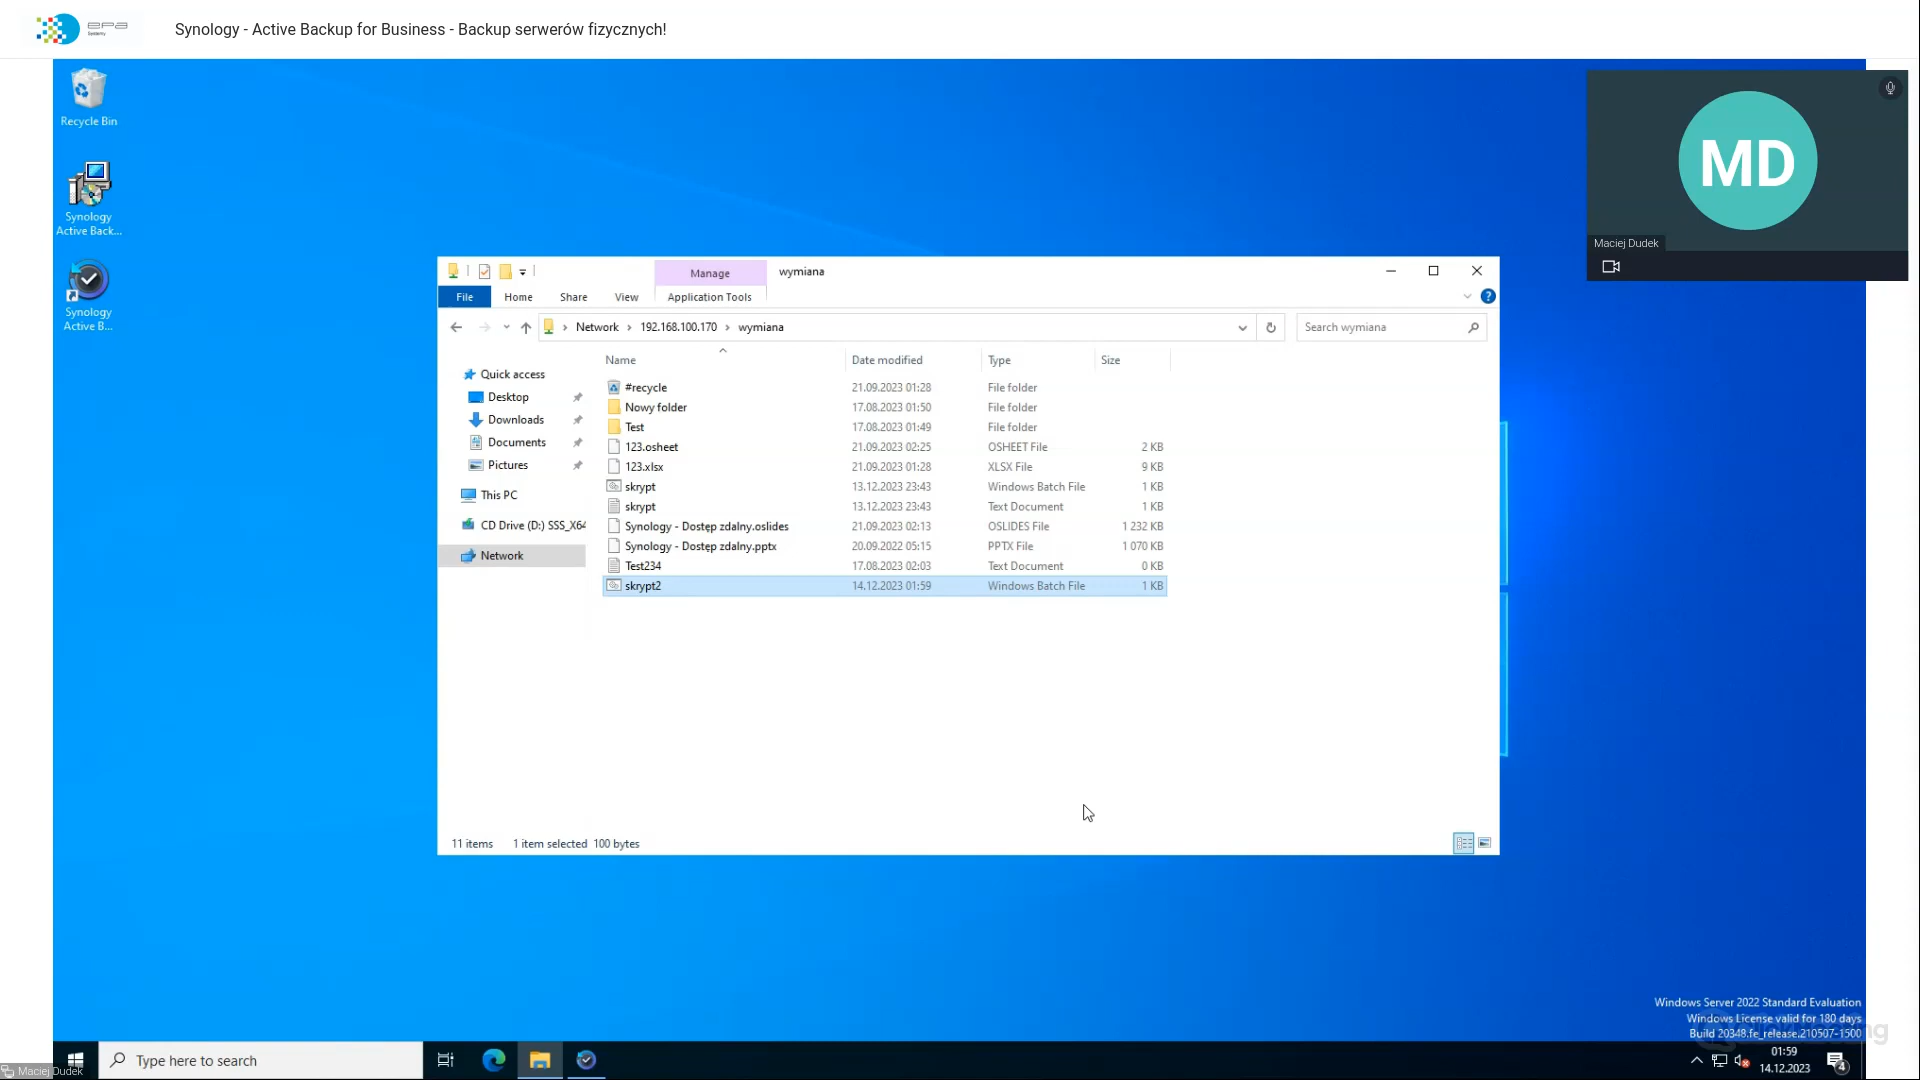 epa
Systemy
Synology - Active Backup for Business - Backup serwerów fizycznych!
Recycle Bin
Synology
Active Back...
Synology
Active B...
MD
Maciej Dudek
Manage
wymiana
File
Home
Share
View
Application Tools
Network > 192.168.100.170 > wymiana
Search wymiana
Name
Date modified
Type
Size
Quick access
Desktop
Downloads
Documents
Pictures
This PC
CD Drive (D:) SSS_X64
Network
#recycle 21.09.2023 01:28 File folder
Nowy folder 17.08.2023 01:50 File folder
Test 17.08.2023 01:49 File folder
123.osheet 21.09.2023 02:25 OSHEET File 2 KB
123.xlsx 21.09.2023 01:28 XLSX File 9 KB
skrypt 13.12.2023 23:43 Windows Batch File 1 KB
skrypt 13.12.2023 23:43 Text Document 1 KB
Synology - Dostęp zdalny.oslides 21.09.2023 02:13 OSLIDES File 1 232 KB
Synology - Dostęp zdalny.pptx 20.09.2022 05:15 PPTX File 1 070 KB
Test234 17.08.2023 02:03 Text Document 0 KB
skrypt2 14.12.2023 01:59 Windows Batch File 1 KB
11 items 1 item selected 100 bytes
Windows Server 2022 Standard Evaluation
Windows License valid for 180 days
Build 20348.fe_release.210507-1500
Type here to search
01:59
14.12.2023
4
Maciej Dudek